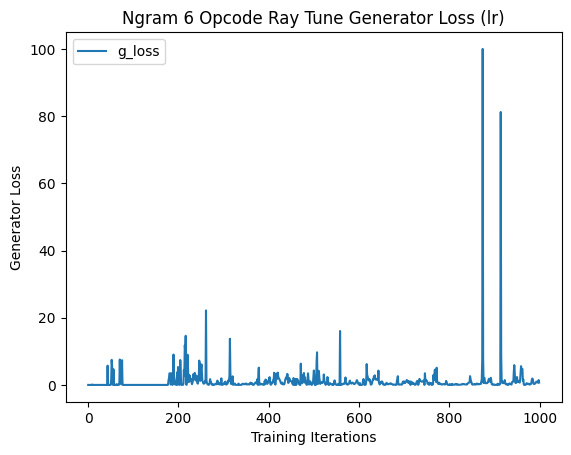 Ngram 6 Opcode Ray Tune Generator Loss (lr)
g_loss
100
80
60
40
20
0
Generator Loss
0 200 400 600 800 1000
Training Iterations